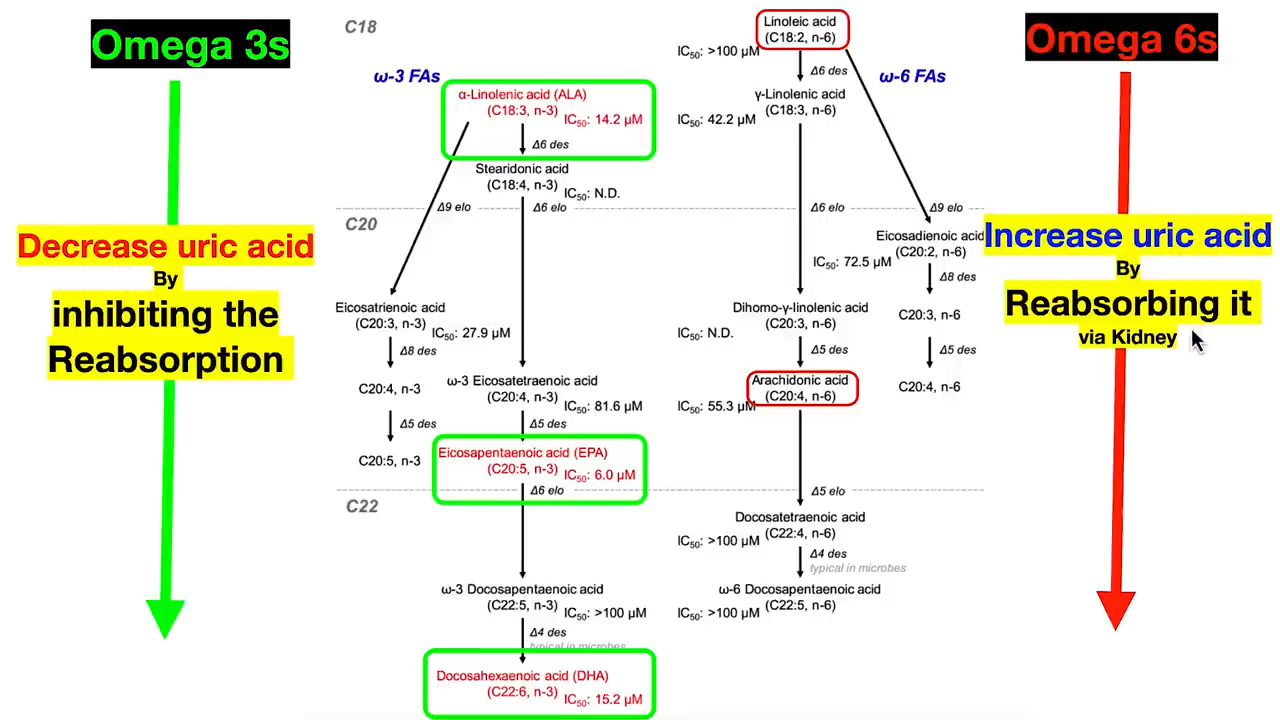 Omega 3s
Decrease uric acid
By
inhibiting the
Reabsorption
C18
ω-3 FAs
α-Linolenic acid (ALA)
(C18:3, n-3)
IC50: 14.2 μM
Δ6 des
Stearidonic acid
(C18:4, n-3)
IC50: N.D.
Δ9 elo
Δ6 elo
C20
Eicosatrienoic acid
(C20:3, n-3)
IC50: 27.9 μM
Δ8 des
C20:4, n-3
Δ5 des
C20:5, n-3
ω-3 Eicosatetraenoic acid
(C20:4, n-3)
IC50: 81.6 μM
Δ5 des
Eicosapentaenoic acid (EPA)
(C20:5, n-3)
IC50: 6.0 μM
Δ6 elo
C22
ω-3 Docosapentaenoic acid
(C22:5, n-3)
IC50: >100 μM
Δ4 des
typical in microbes
Docosahexaenoic acid (DHA)
(C22:6, n-3)
IC50: 15.2 μM
Linoleic acid
(C18:2, n-6)
IC50: >100 μM
Δ6 des
ω-6 FAs
γ-Linolenic acid
(C18:3, n-6)
IC50: 42.2 μM
Δ6 elo
Δ9 elo
Eicosadienoic acid
(C20:2, n-6)
IC50: 72.5 μM
Δ8 des
C20:3, n-6
Δ5 des
C20:4, n-6
Dihomo-γ-linolenic acid
(C20:3, n-6)
IC50: N.D.
Δ5 des
Arachidonic acid
(C20:4, n-6)
IC50: 55.3 μM
Δ5 elo
Docosatetraenoic acid
(C22:4, n-6)
IC50: >100 μM
Δ4 des
typical in microbes
ω-6 Docosapentaenoic acid
(C22:5, n-6)
IC50: >100 μM
Omega 6s
Increase uric acid
By
Reabsorbing it
via Kidney